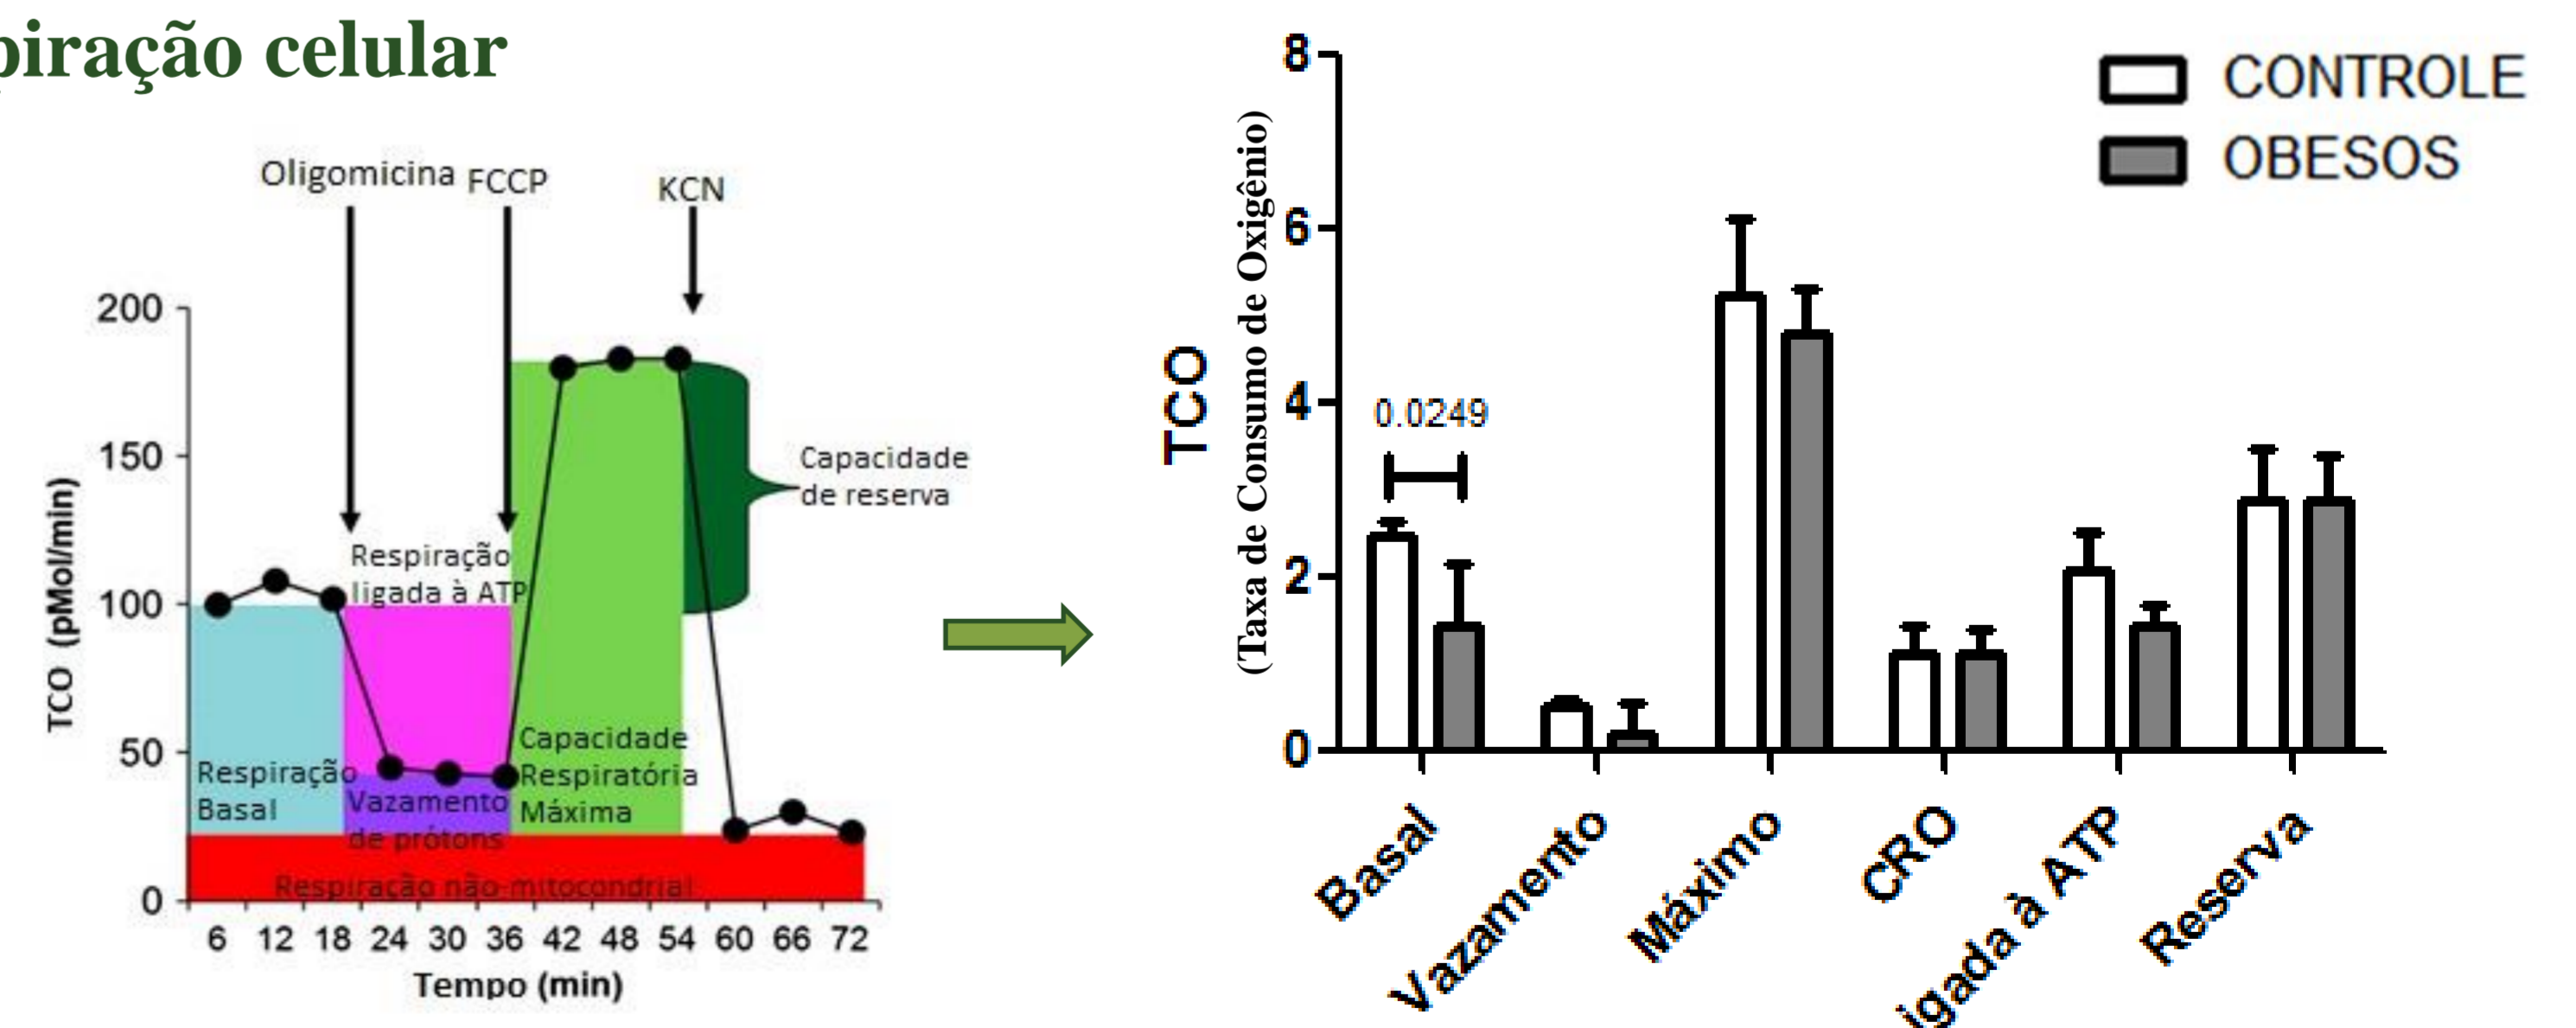 piração celular
Oligomicina FCCP KCN
200
150
100
50
0
TCO (pMol/min)
Respiração
ligada à ATP
Capacidade
de reserva
Respiração
Basal
Vazamento
de prótons
Capacidade
Respiratória
Máxima
Respiração não-mitocondrial
6 12 18 24 30 36 42 48 54 60 66 72
Tempo (min)
TCO
(Taxa de Consumo de Oxigênio)
8
6
4
2
0
0.0249
CONTROLE
OBESOS
Basal
Vazamento
Máximo
CRO
igada à ATP
Reserva